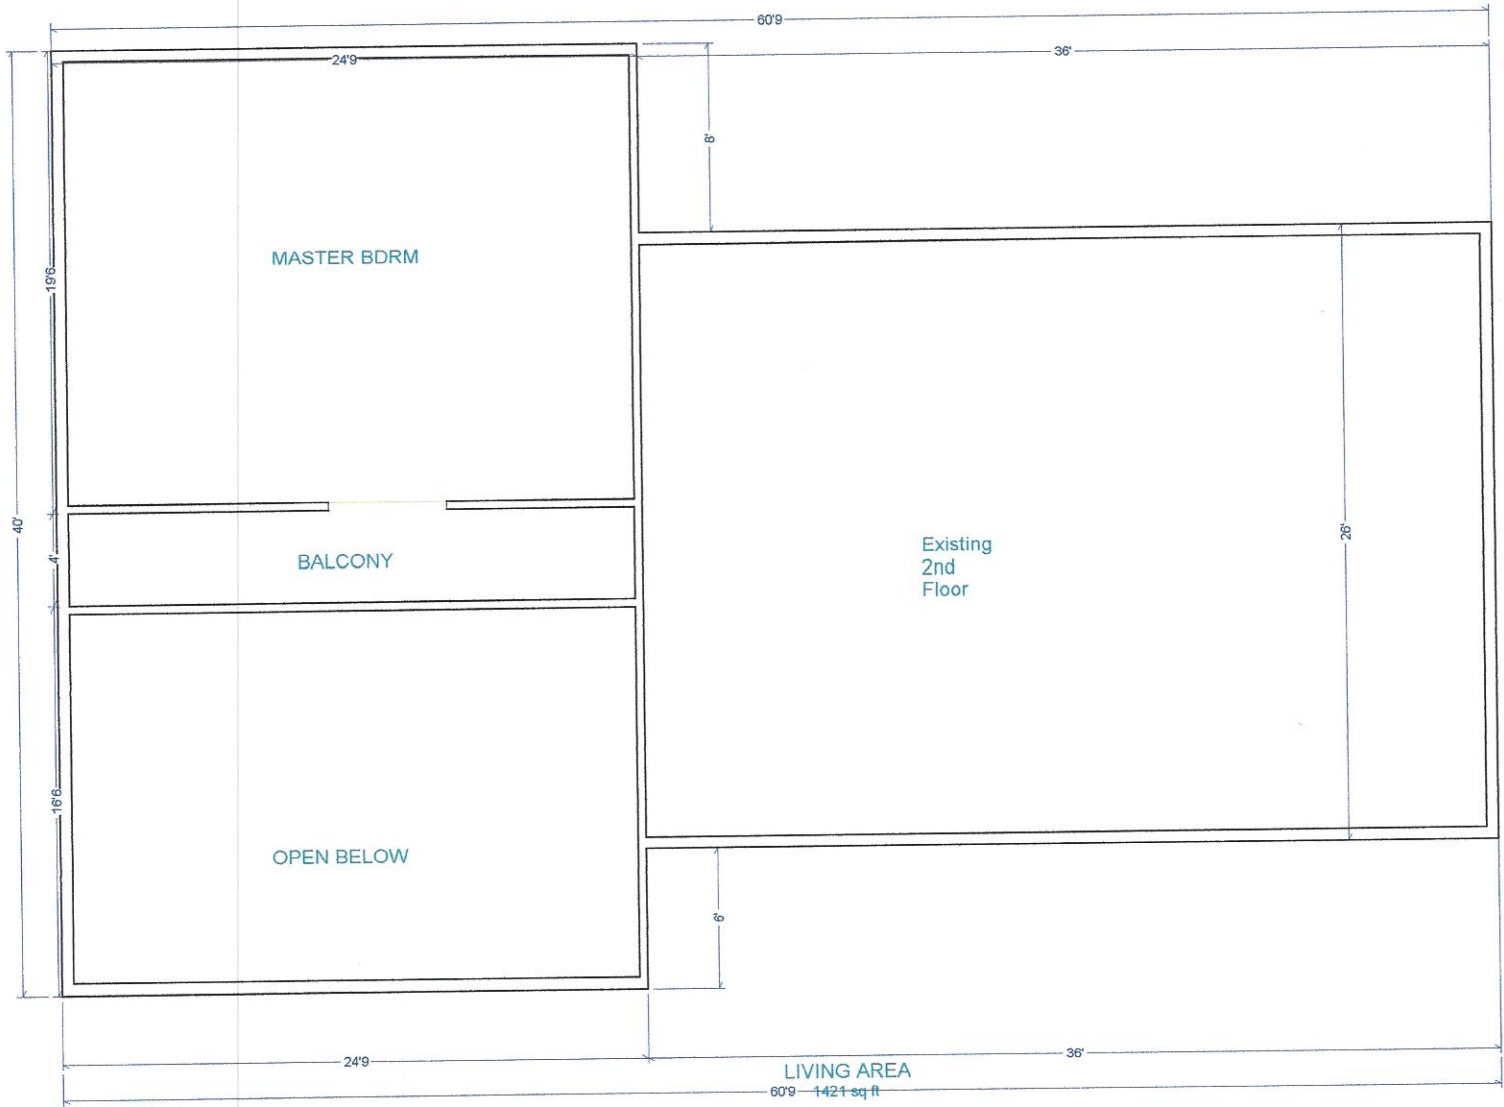 60'9
36'
24'9
8'
MASTER BDRM
19'6
40'
4'
BALCONY
Existing
2nd
Floor
26'
16'6
OPEN BELOW
6'
24'9
36'
LIVING AREA
60'9
1421 sq ft